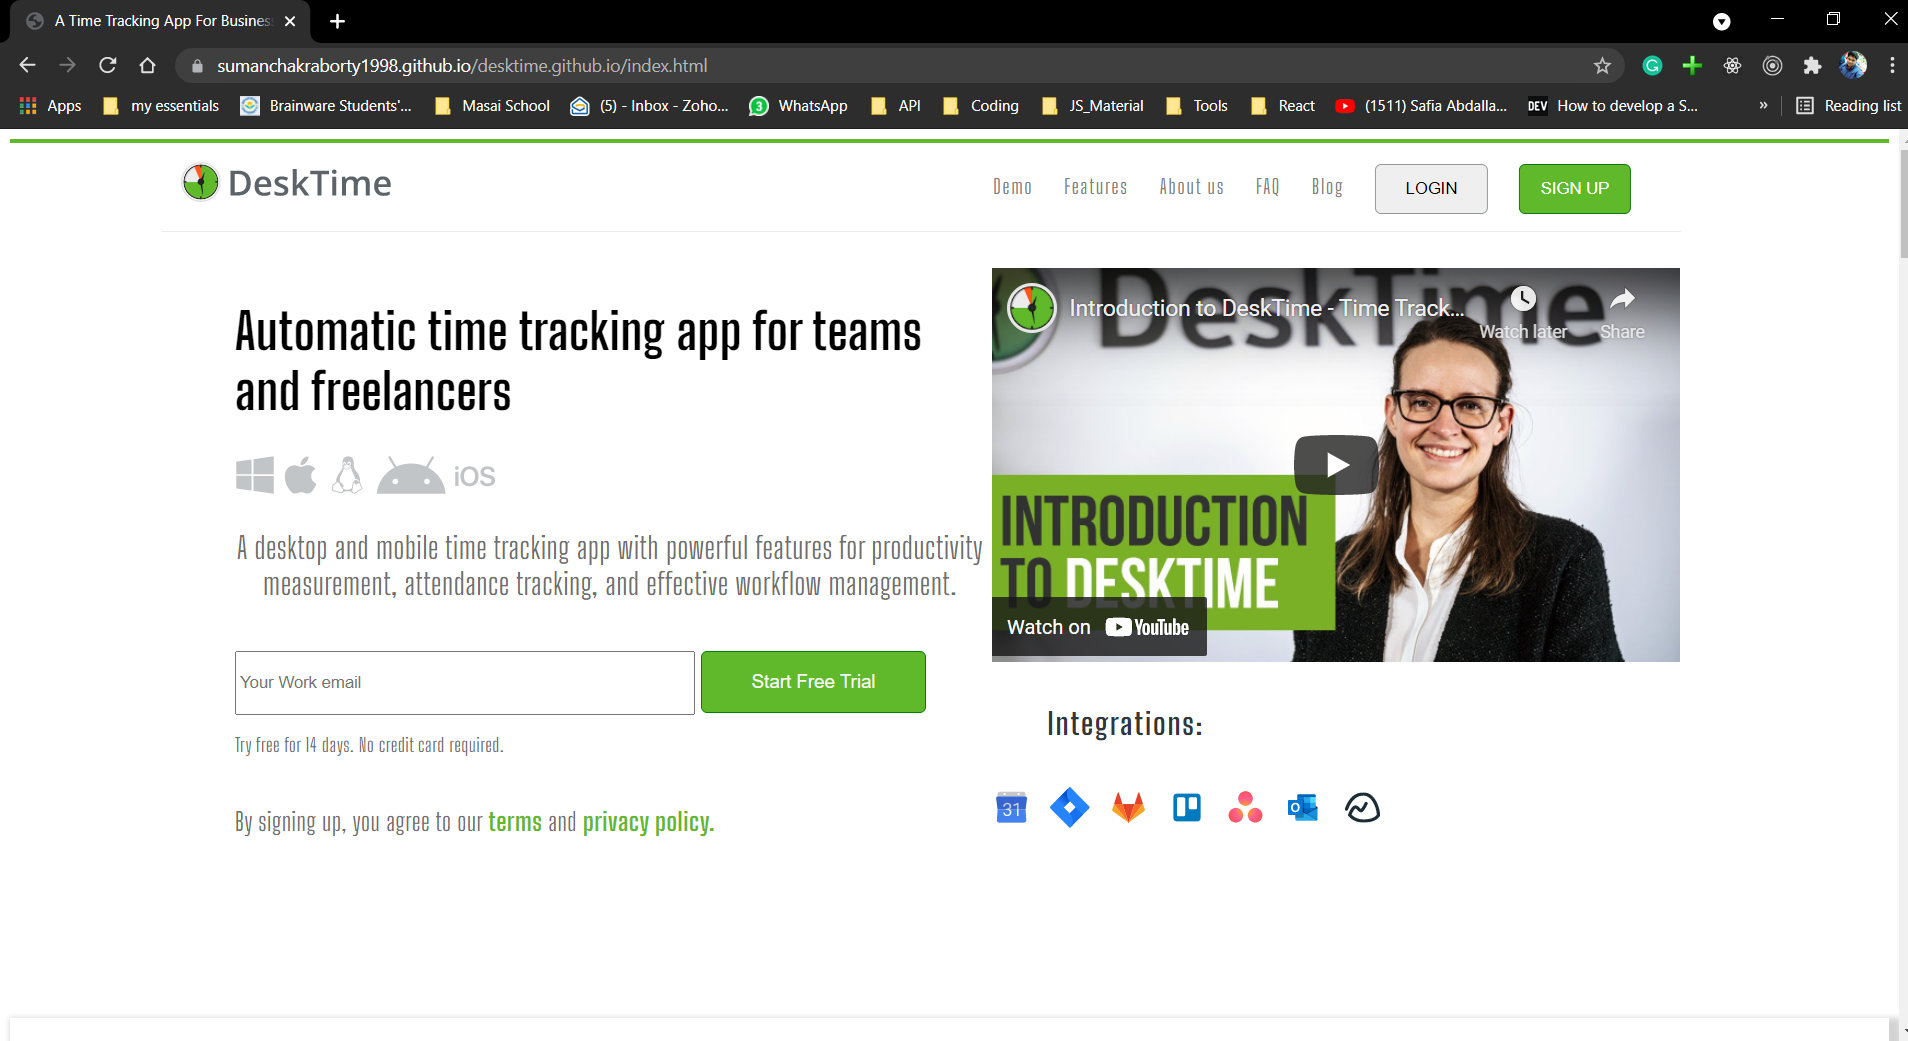 A Time Tracking App For Busines
sumanchakraborty1998.github.io/desktime.github.io/index.html
Apps
my essentials
Brainware Students'...
Masai School
(5) - Inbox - Zoho...
3
WhatsApp
API
Coding
JS_Material
Tools
React
(1511) Safia Abdalla...
DEV
How to develop a S...
»
Reading list
DeskTime
Demo
Features
About us
FAQ
Blog
LOGIN
SIGN UP
Automatic time tracking app for teams
and freelancers
iOS
A desktop and mobile time tracking app with powerful features for productivity
measurement, attendance tracking, and effective workflow management.
Your Work email
Start Free Trial
Try free for 14 days. No credit card required.
By signing up, you agree to our terms and privacy policy.
DeskTime
Introduction to DeskTime - Time Track...
Watch later
Share
INTRODUCTION
TO DESKTIME
Watch on YouTube
Integrations:
31